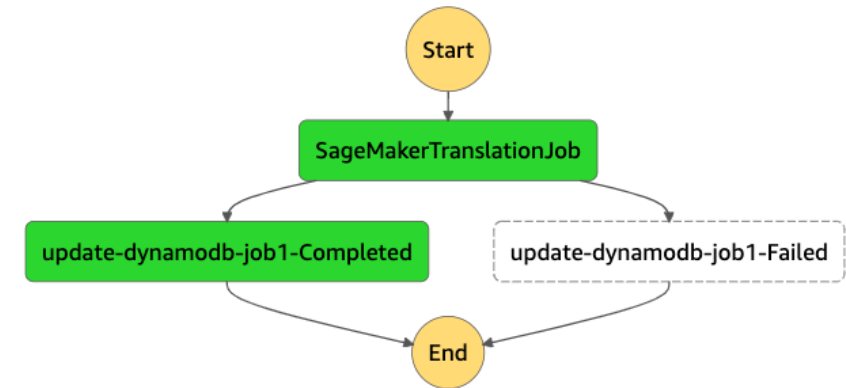 Start
SageMakerTranslationJob
update-dynamodb-job1-Completed
update-dynamodb-job1-Failed
End